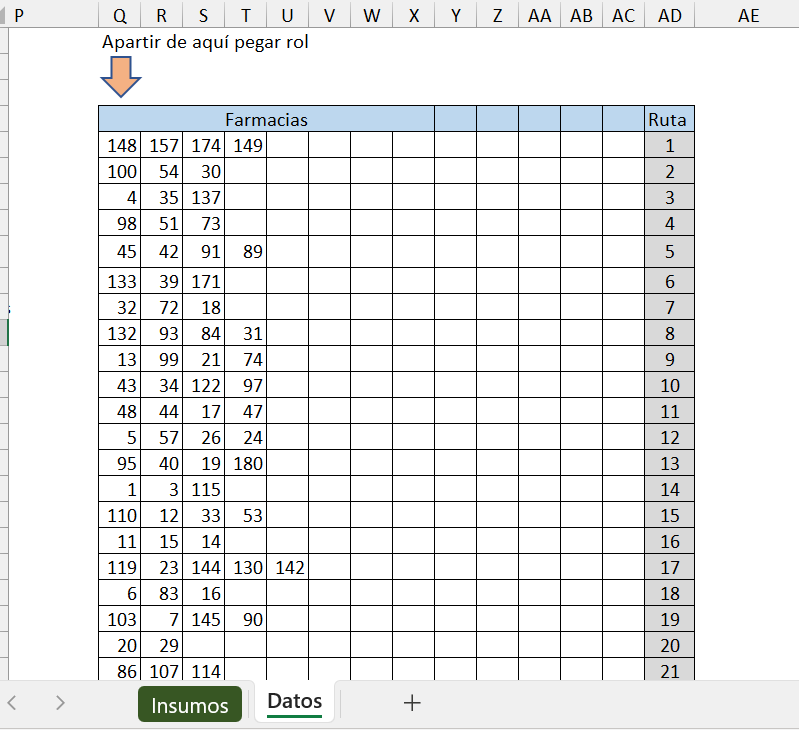 P Q R S T U V W X Y Z AA AB AC AD AE
Apartir de aquí pegar rol
Farmacias Ruta
148 157 174 149 1
100 54 30 2
4 35 137 3
98 51 73 4
45 42 91 89 5
133 39 171 6
32 72 18 7
132 93 84 31 8
13 99 21 74 9
43 34 122 97 10
48 44 17 47 11
5 57 26 24 12
95 40 19 180 13
1 3 115 14
110 12 33 53 15
11 15 14 16
119 23 144 130 142 17
6 83 16 18
103 7 145 90 19
20 29 20
86 107 114 21
Insumos Datos